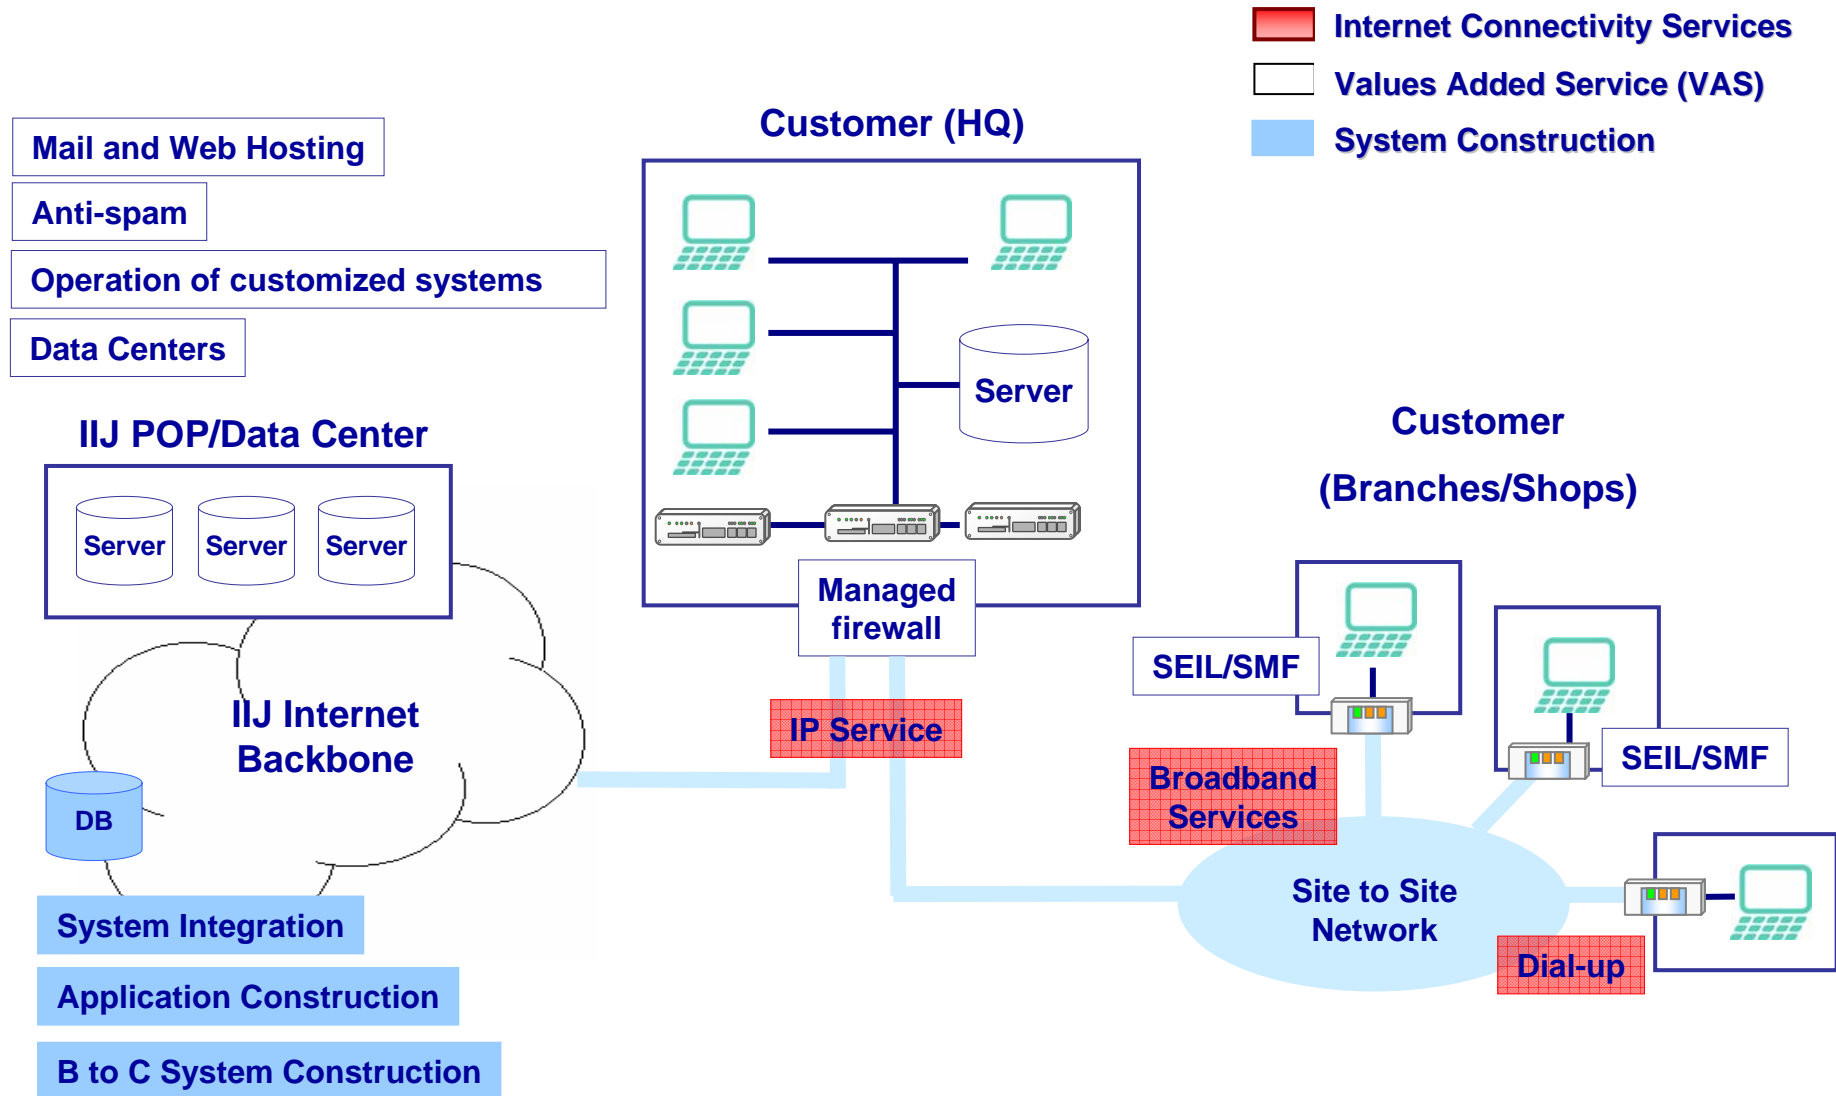 Internet Connectivity Services
Values Added Service (VAS)
System Construction
Customer (HQ)
Mail and Web Hosting
Anti-spam
Operation of customized systems
Data Centers
Server
IIJ POP/Data Center
Server
Server
Server
Customer
(Branches/Shops)
Managed
firewall
SEIL/SMF
IIJ Internet
Backbone
IP Service
SEIL/SMF
Broadband
Services
DB
Site to Site
Network
System Integration
Dial-up
Application Construction
B to C System Construction